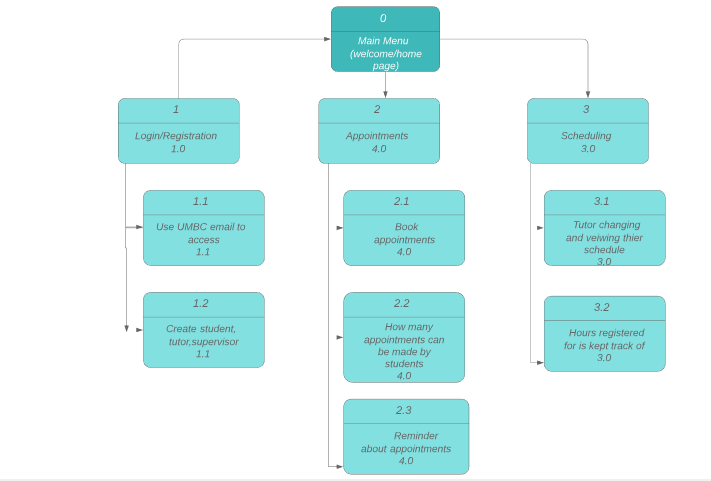 0
Main Menu
(welcome/home
page)
1
Login/Registration
1.0
2
Appointments
4.0
3
Scheduling
3.0
1.1
Use UMBC email to
access
1.1
2.1
Book
appointments
4.0
3.1
Tutor changing
and veiwing thier
schedule
3.0
1.2
Create student,
tutor,supervisor
1.1
2.2
How many
appointments can
be made by
students
4.0
3.2
Hours registered
for is kept track of
3.0
2.3
Reminder
about appointments
4.0